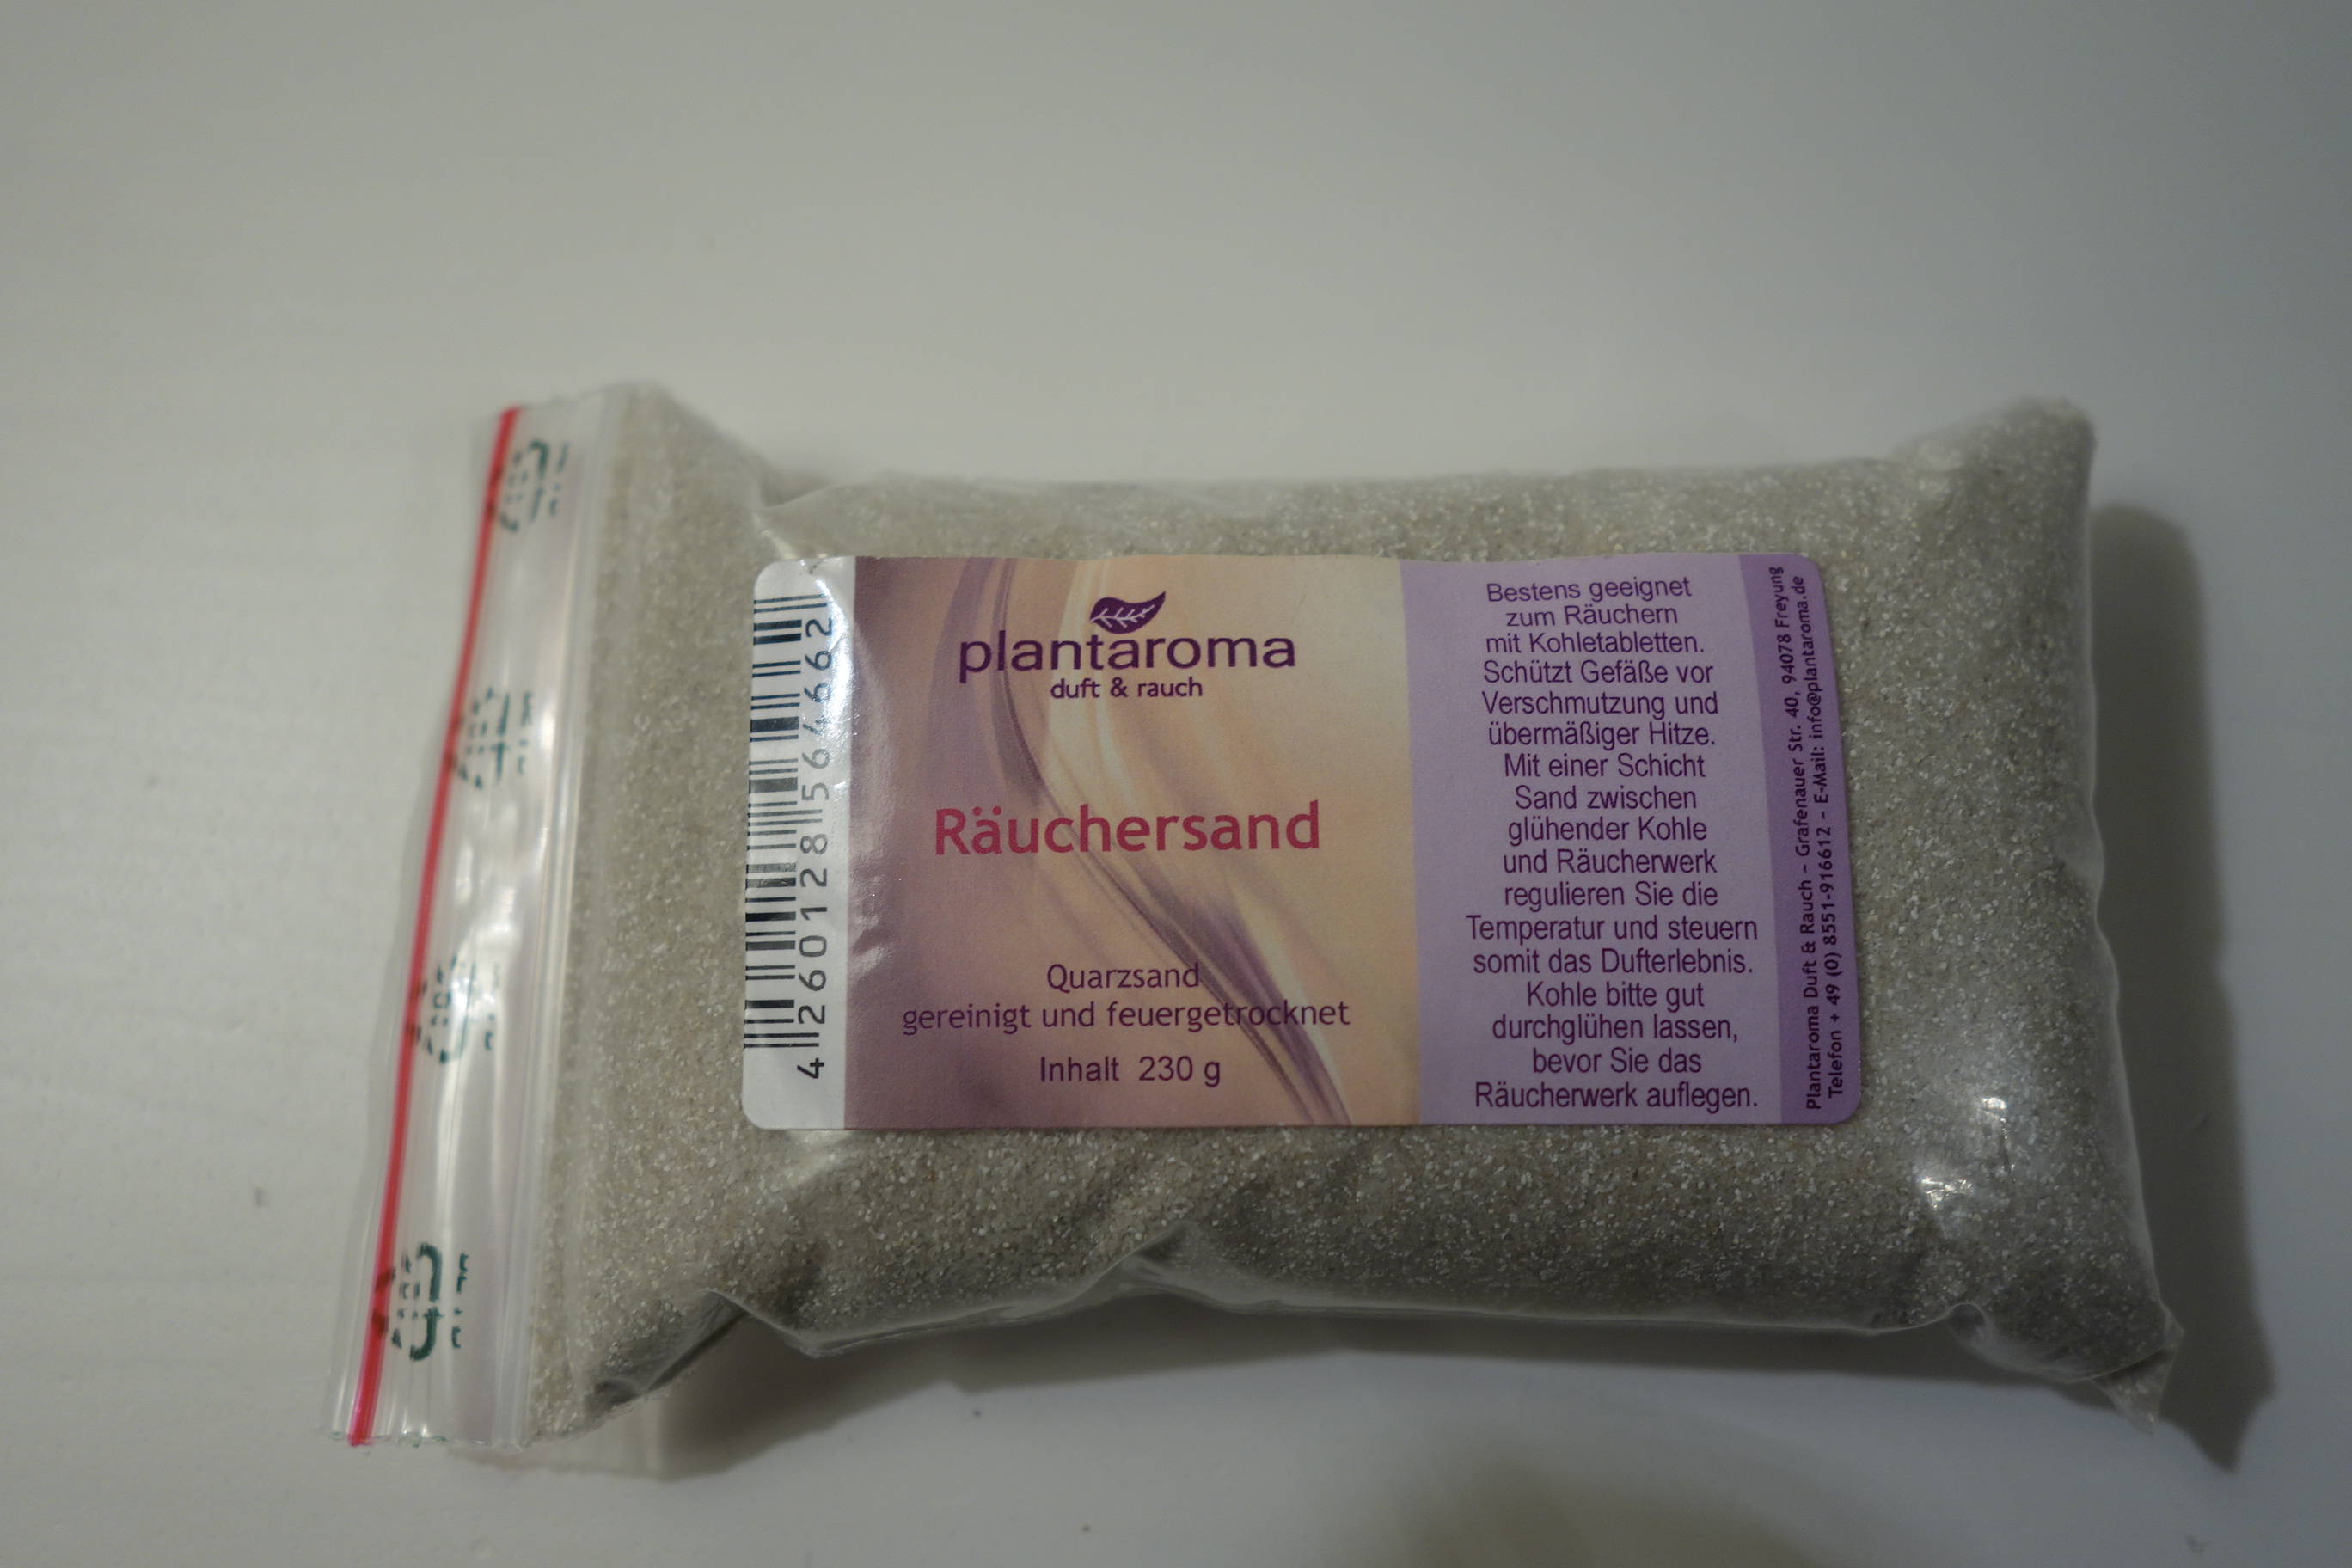 plantaroma
duft & rauch
Räuchersand
Quarzsand
gereinigt und feuergetrocknet
Inhalt 230 g
Bestens geeignet
zum Räuchern
mit Kohletabletten.
Schützt Gefäße vor
Verschmutzung und
übermäßiger Hitze.
Mit einer Schicht
Sand zwischen
glühender Kohle
und Räucherwerk
regulieren Sie die
Temperatur und steuern
somit das Dufterlebnis.
Kohle bitte gut
durchglühen lassen,
bevor Sie das
Räucherwerk auflegen.
Plantaroma Duft & Rauch - Grafenauer Str. 40, 94078 Freyung
Telefon + 49 (0) 8551-916612 - E-Mail: info@plantaroma.de
4 260128 564662